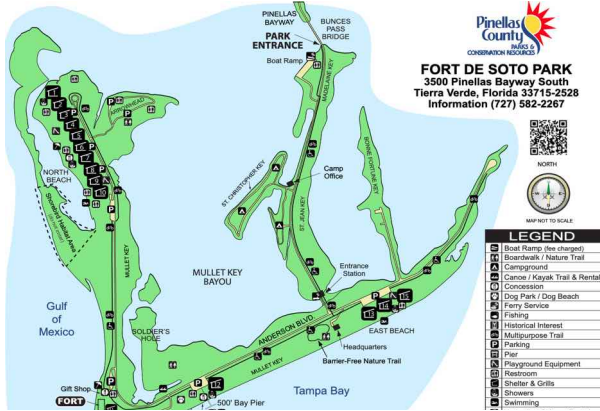 PINELLAS
BAYWAY
BUNCES
PASS
BRIDGE
PARK
ENTRANCE
Boat Ramp
MADELAINE KEY
Pinellas
County
PARKS &
CONSERVATION RESOURCES
FORT DE SOTO PARK
3500 Pinellas Bayway South
Tierra Verde, Florida 33715-2528
Information (727) 582-2267
NORTH
MAP NOT TO SCALE
ARROWHEAD
NORTH
BEACH
Shorebird Habitat Area
MULLET KEY
ST. CHRISTOPHER KEY
Camp
Office
ST. JEAN KEY
BONNE FORTUNE KEY
MULLET KEY
BAYOU
Entrance
Station
Gulf
of
Mexico
SOLDIER'S
HOLE
ANDERSON BLVD.
EAST BEACH
Headquarters
MULLET KEY
Barrier-Free Nature Trail
Gift Shop
FORT
500' Bay Pier
Tampa Bay
LEGEND
Boat Ramp (fee charged)
Boardwalk / Nature Trail
Campground
Canoe / Kayak Trail & Rental
Concession
Dog Park / Dog Beach
Ferry Service
Fishing
Historical Interest
Multipurpose Trail
Parking
Pier
Playground Equipment
Restroom
Shelter & Grills
Showers
Swimming